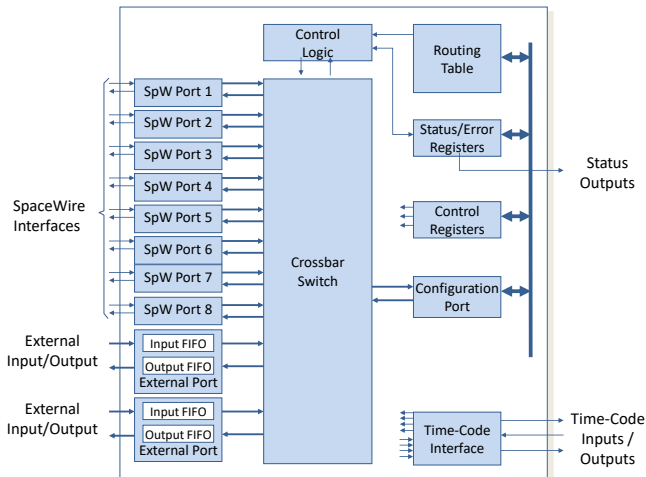 Control
Logic
Routing
Table
SpW Port 1
SpW Port 2
SpW Port 3
SpW Port 4
SpW Port 5
SpW Port 6
SpW Port 7
SpW Port 8
SpaceWire
Interfaces
Status/Error
Registers
Status
Outputs
Control
Registers
Crossbar
Switch
Configuration
Port
External
Input/Output
Input FIFO
Output FIFO
External Port
External
Input/Output
Input FIFO
Output FIFO
External Port
Time-Code
Interface
Time-Code
Inputs /
Outputs